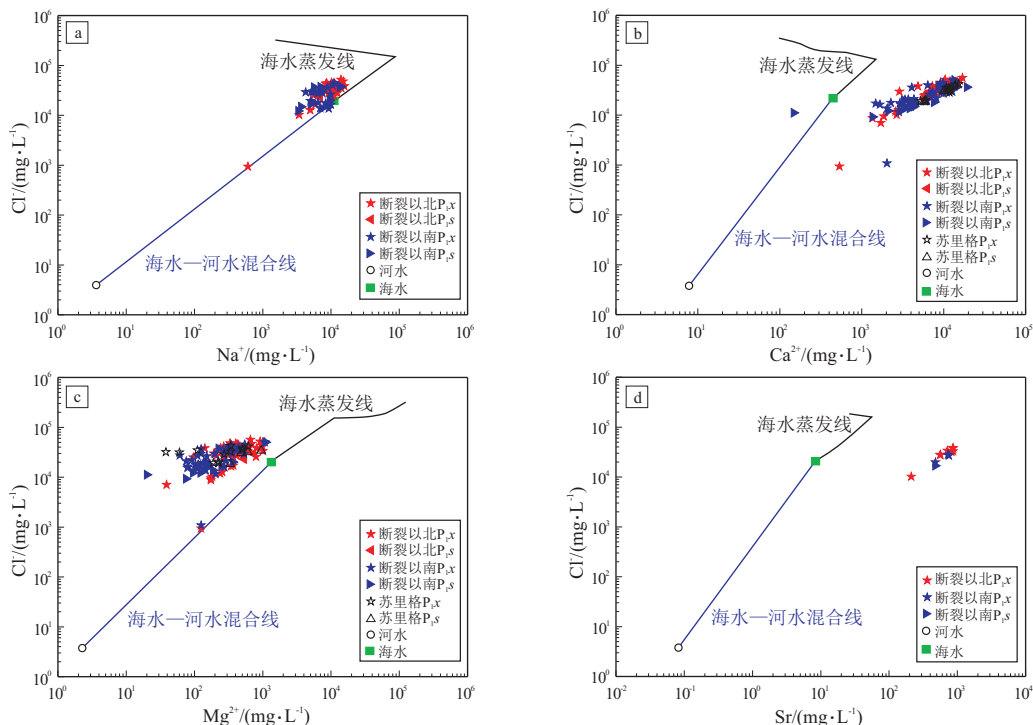 a
海水蒸发线
海水—河水混合线
断裂以北P₁x
断裂以北P₁s
断裂以南P₁x
断裂以南P₁s
河水
海水
10⁶
10⁵
10⁴
10³
10²
10¹
10⁰
Cl⁻/(mg·L⁻¹)
10⁰ 10¹ 10² 10³ 10⁴ 10⁵ 10⁶
Na⁺/(mg·L⁻¹)
b
海水蒸发线
海水—河水混合线
断裂以北P₁x
断裂以北P₁s
断裂以南P₁x
断裂以南P₁s
苏里格P₁x
苏里格P₁s
河水
海水
10⁶
10⁵
10⁴
10³
10²
10¹
10⁰
Cl⁻/(mg·L⁻¹)
10⁰ 10¹ 10² 10³ 10⁴ 10⁵
Ca²⁺/(mg·L⁻¹)
c
海水蒸发线
海水—河水混合线
断裂以北P₁x
断裂以北P₁s
断裂以南P₁x
断裂以南P₁s
苏里格P₁x
苏里格P₁s
河水
海水
10⁶
10⁵
10⁴
10³
10²
10¹
10⁰
Cl⁻/(mg·L⁻¹)
10⁰ 10¹ 10² 10³ 10⁴ 10⁵ 10⁶
Mg²⁺/(mg·L⁻¹)
d
海水蒸发线
海水—河水混合线
断裂以北P₁x
断裂以南P₁x
断裂以南P₁s
河水
海水
10⁶
10⁵
10⁴
10³
10²
10¹
10⁰
Cl⁻/(mg·L⁻¹)
10⁻² 10⁻¹ 10⁰ 10¹ 10² 10³ 10⁴
Sr/(mg·L⁻¹)